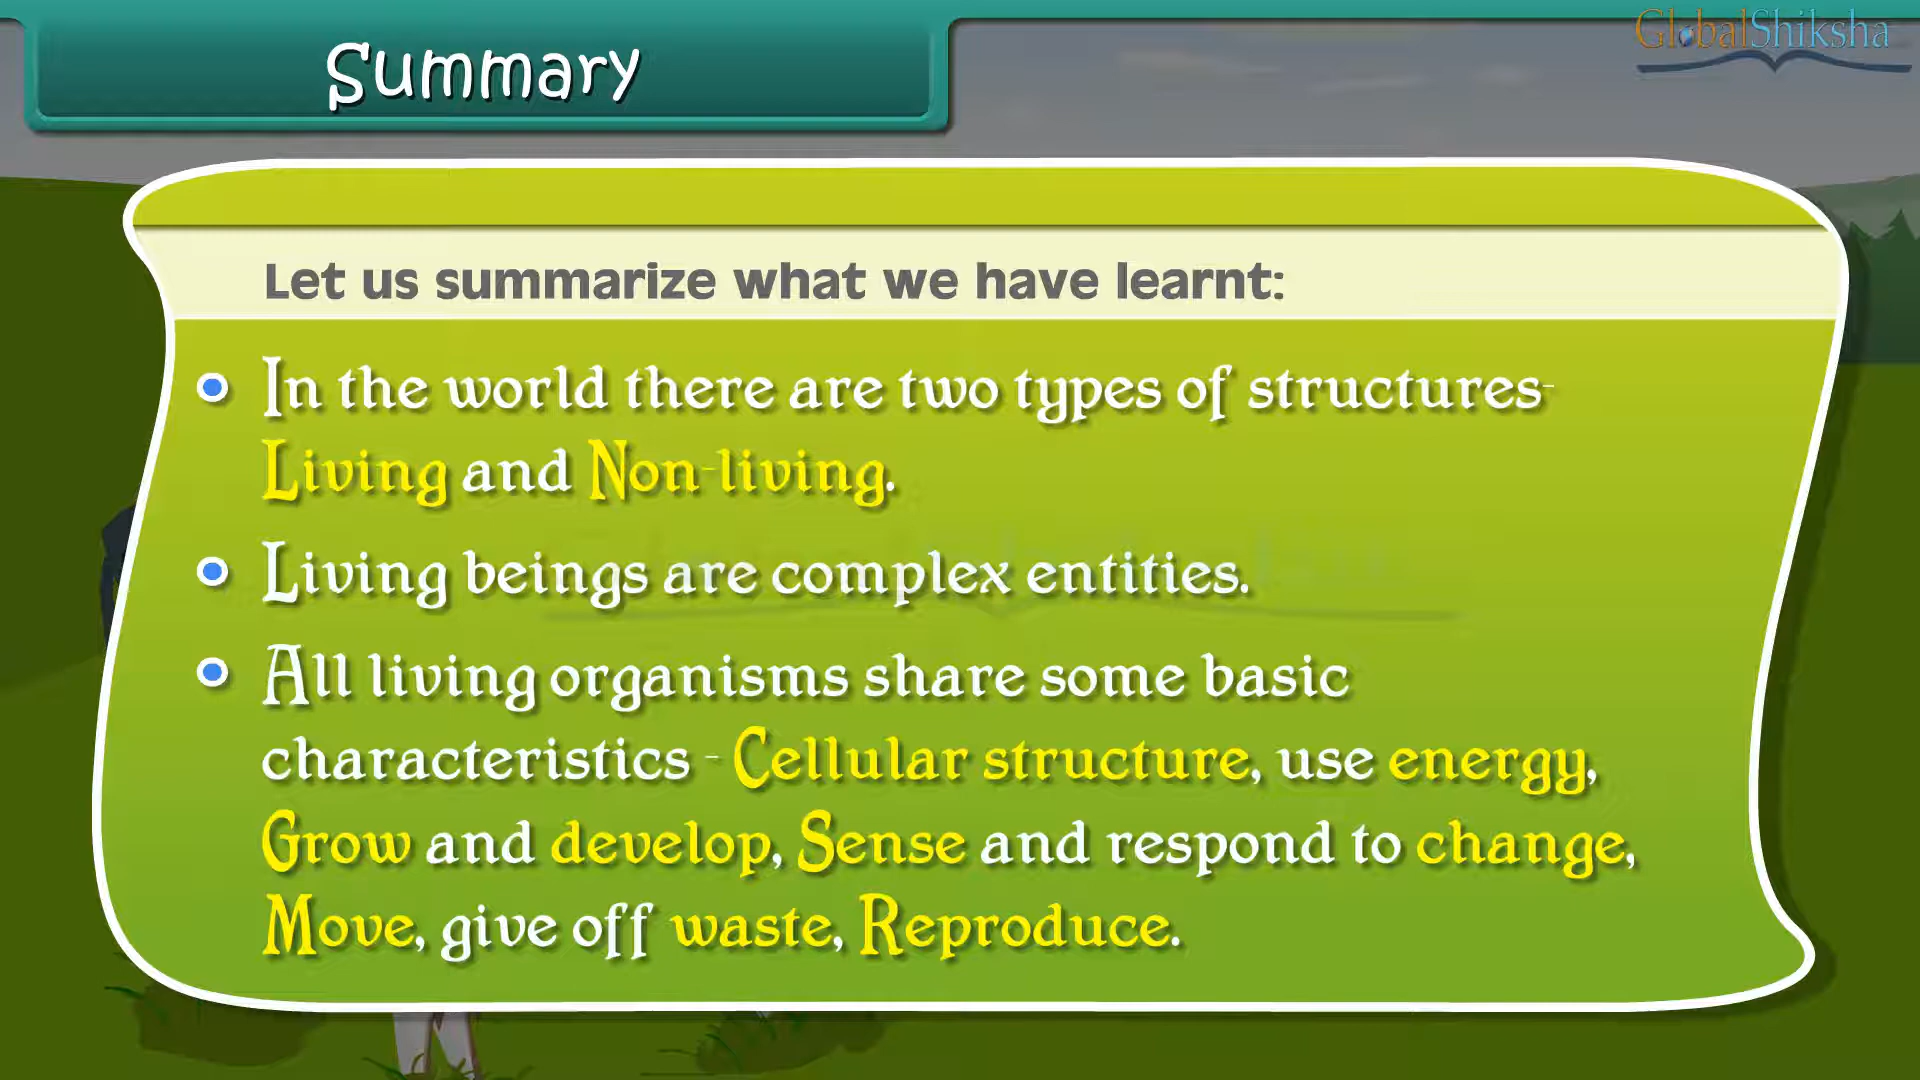 Summary
GlobalShiksha
Let us summarize what we have learnt:
In the world there are two types of structures-
Living and Non-living.
Living beings are complex entities.
All living organisms share some basic
characteristics - Cellular structure, use energy,
Grow and develop, Sense and respond to change,
Move, give off waste, Reproduce.